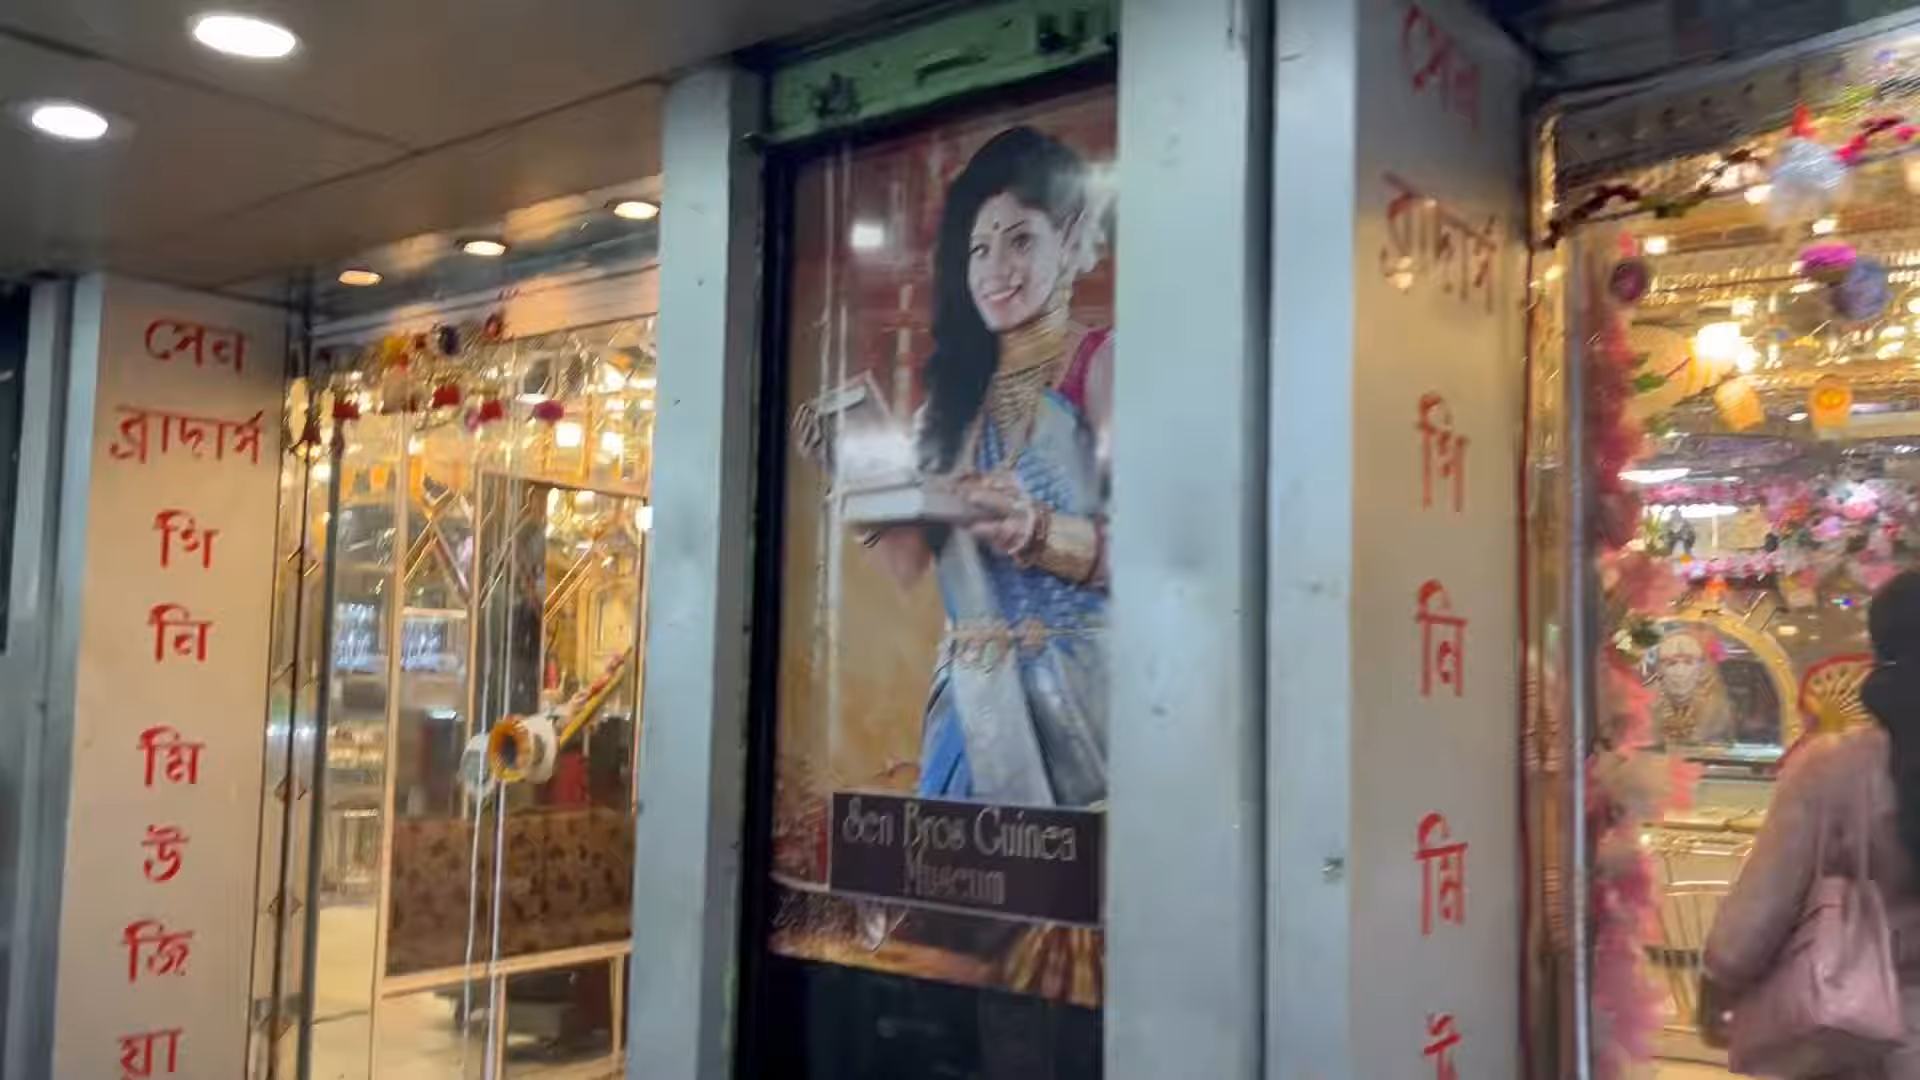 সেন
ব্রাদার্স
গি
নি
মি
উ
জি
য়া
Sen Bros Guinea
Museum
সেন
ব্রাদার্স
গি
নি
মি
উ